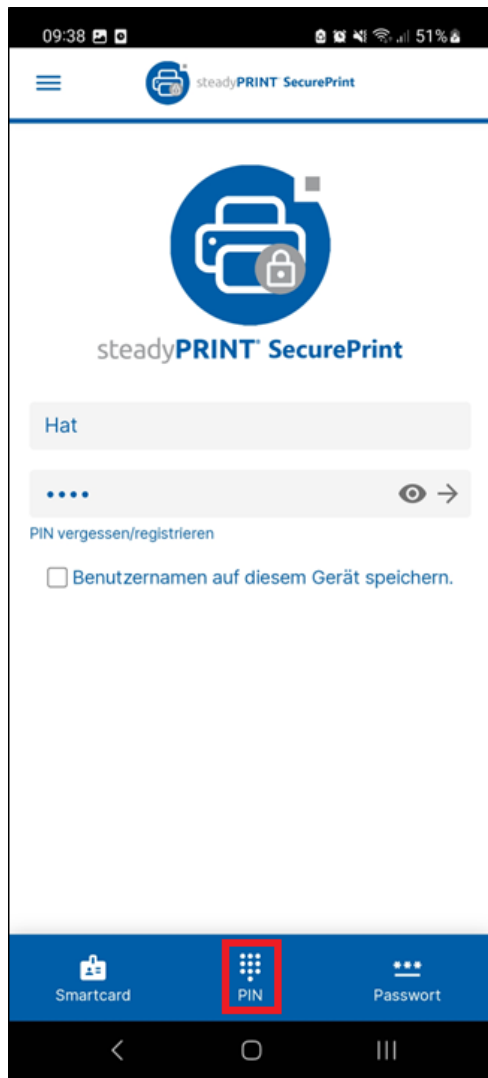 09:38 51%
steadyPRINT SecurePrint
steadyPRINT® SecurePrint
Hat
••••
PIN vergessen/registrieren
Benutzernamen auf diesem Gerät speichern.
Smartcard PIN Passwort